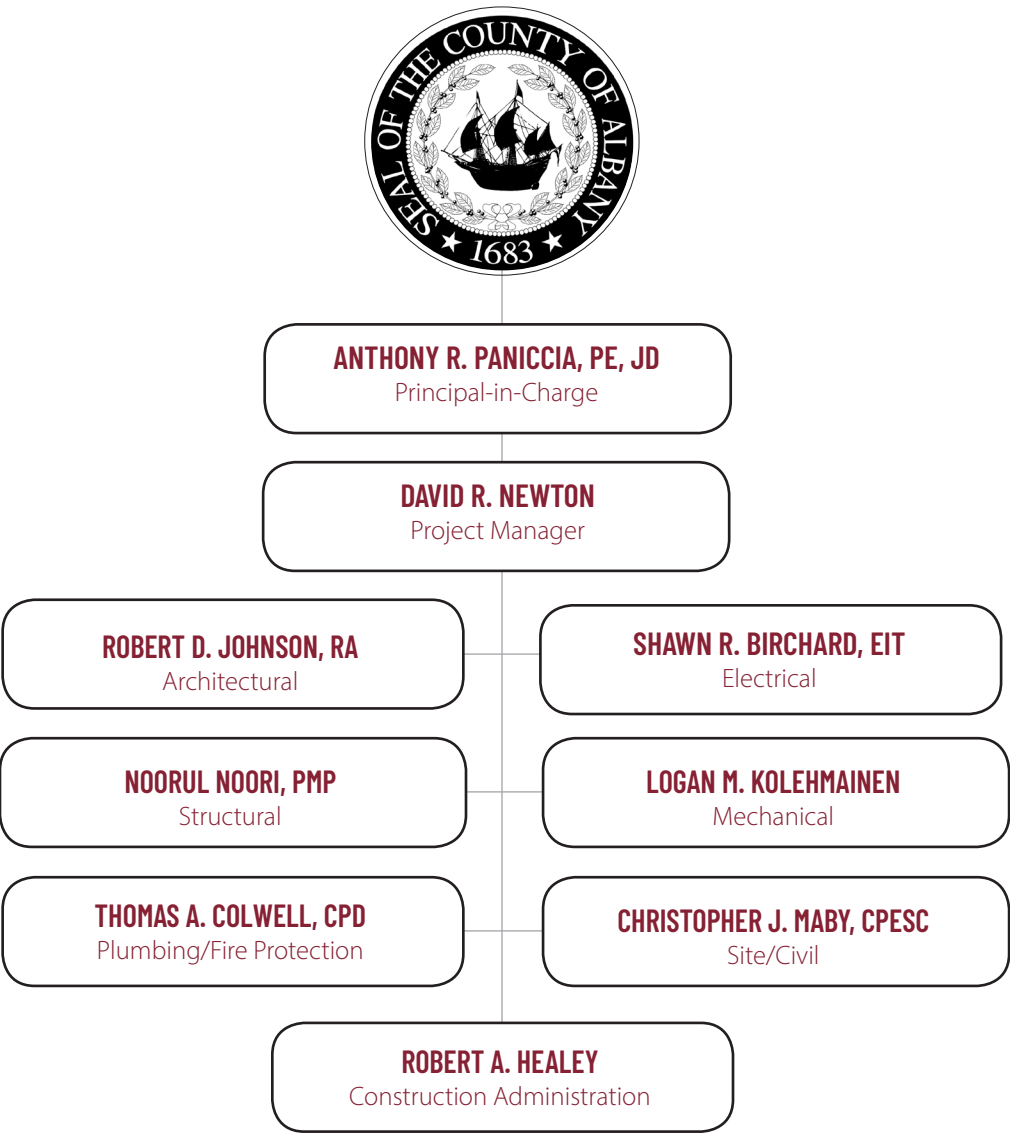 SEAL OF THE COUNTY OF ALBANY
1683
ANTHONY R. PANICCIA, PE, JD
Principal-in-Charge
DAVID R. NEWTON
Project Manager
ROBERT D. JOHNSON, RA
Architectural
SHAWN R. BIRCHARD, EIT
Electrical
NOORUL NOORI, PMP
Structural
LOGAN M. KOLEHMAINEN
Mechanical
THOMAS A. COLWELL, CPD
Plumbing/Fire Protection
CHRISTOPHER J. MABY, CPESC
Site/Civil
ROBERT A. HEALEY
Construction Administration